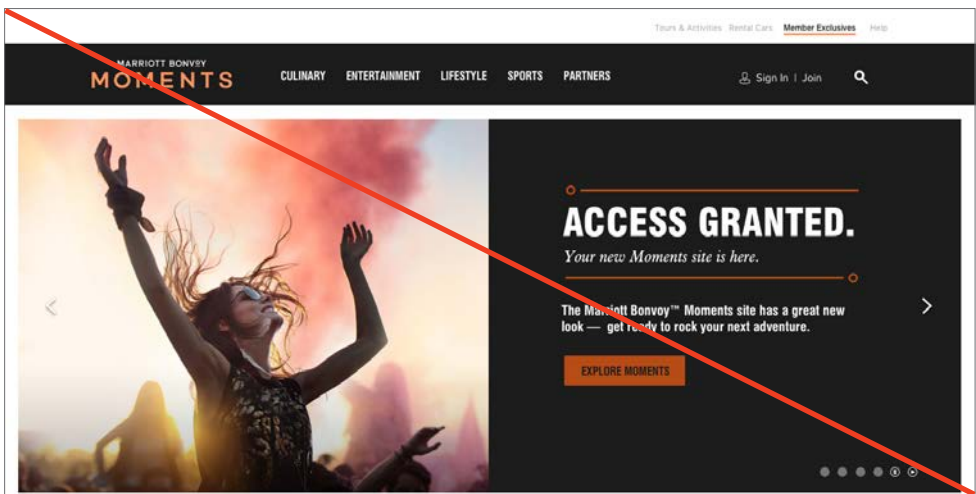 Tours & Activities Rental Cars Member Exclusives Help
MARRIOTT BONVOY
MOMENTS
CULINARY ENTERTAINMENT LIFESTYLE SPORTS PARTNERS
Sign In | Join
ACCESS GRANTED.
Your new Moments site is here.
The Marriott Bonvoy™ Moments site has a great new
look — get ready to rock your next adventure.
EXPLORE MOMENTS